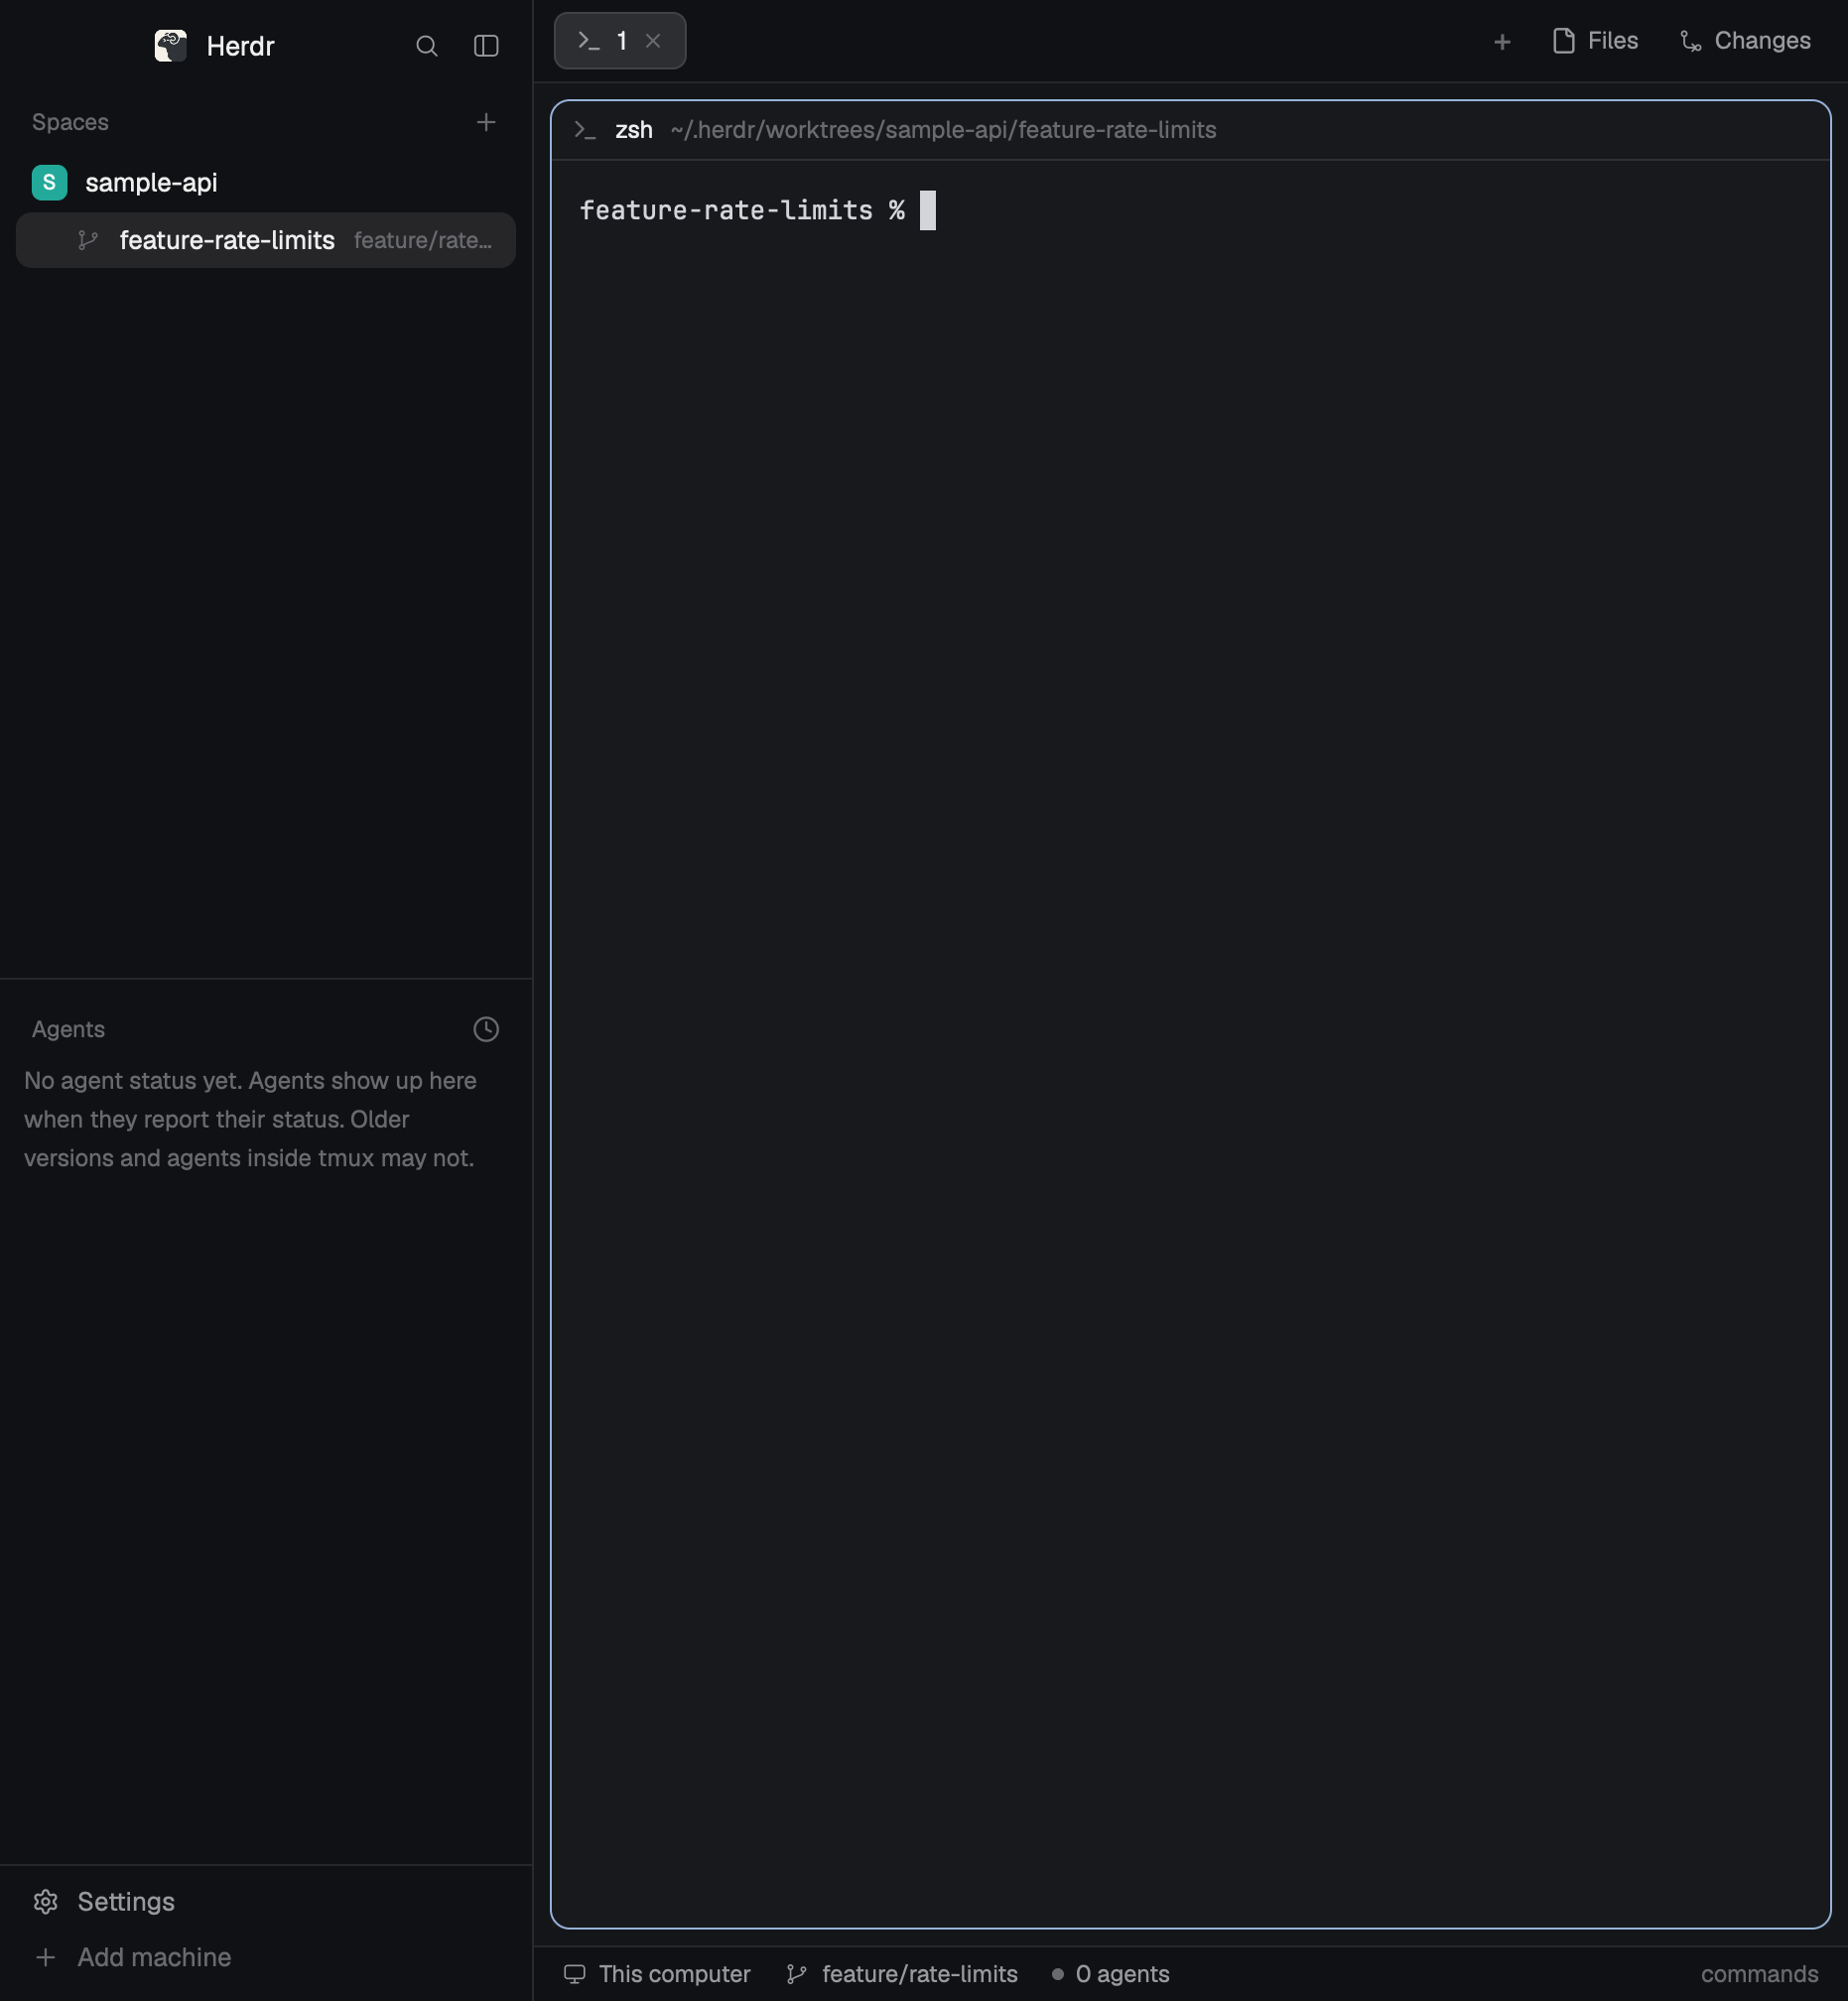 Herdr
Spaces
S sample-api
feature-rate-limits feature/rate...
Agents
No agent status yet. Agents show up here
when they report their status. Older
versions and agents inside tmux may not.
Settings
Add machine
1
Files
Changes
zsh ~/.herdr/worktrees/sample-api/feature-rate-limits
feature-rate-limits %
This computer
feature/rate-limits
0 agents
commands